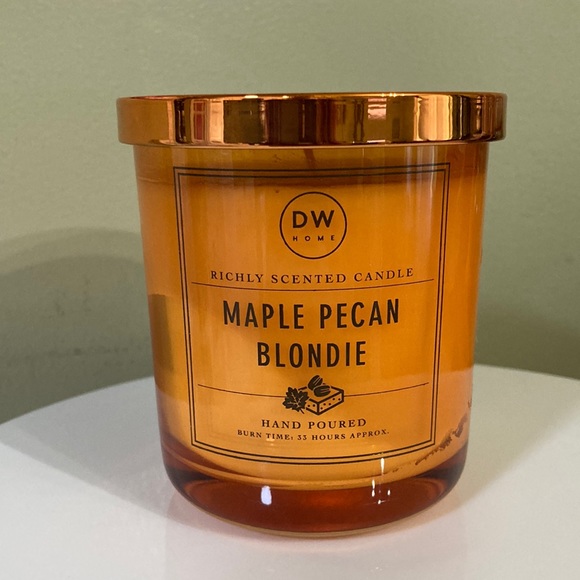 DW
HOME
RICHLY SCENTED CANDLE
MAPLE PECAN
BLONDIE
HAND POURED
BURN TIME: 33 HOURS APPROX.